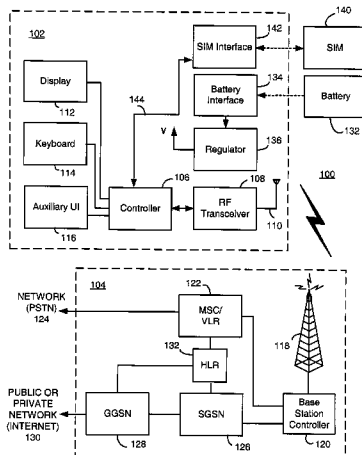 102
142
SIM Interface
140
SIM
Display
112
134
Battery Interface
Battery
132
144
V
Keyboard
114
Regulator
136
106
108
100
Auxiliary UI
116
Controller
RF Transceiver
110
104
122
MSC/ VLR
NETWORK (PSTN) 124
118
132
HLR
PUBLIC OR PRIVATE NETWORK (INTERNET) 130
GGSN
128
SGSN
126
Base Station Controller
120